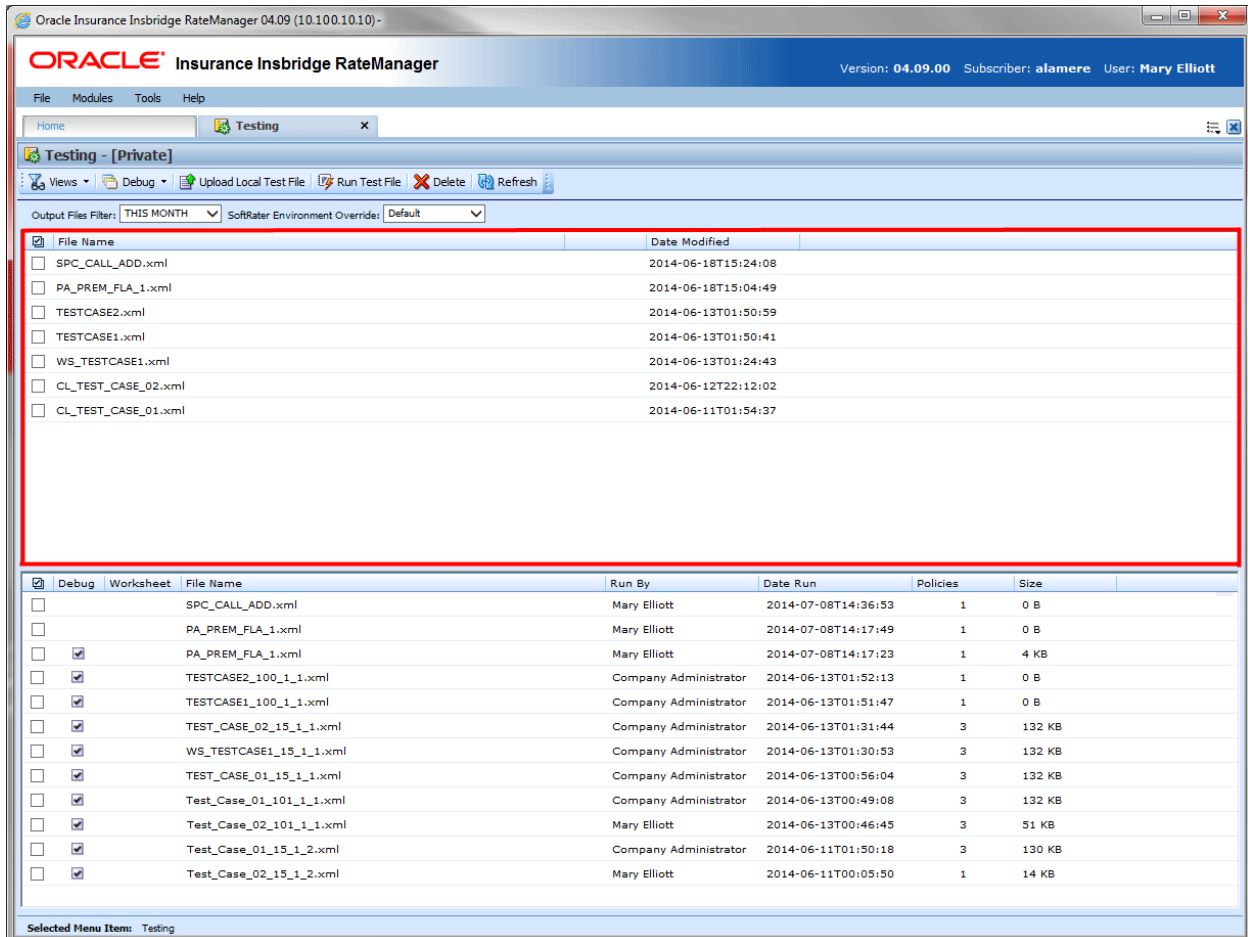 Oracle Insurance Insbridge RateManager 04.09 (10.100.10.10) -
ORACLE Insurance Insbridge RateManager
Version: 04.09.00 Subscriber: alamere User: Mary Elliott
File Modules Tools Help
Home Testing x
Testing - [Private]
Views Debug Upload Local Test File Run Test File Delete Refresh
Output Files Filter: THIS MONTH SoftRater Environment Override: Default
File Name Date Modified
SPC_CALL_ADD.xml 2014-06-18T15:24:08
PA_PREM_FLA_1.xml 2014-06-18T15:04:49
TESTCASE2.xml 2014-06-13T01:50:59
TESTCASE1.xml 2014-06-13T01:50:41
WS_TESTCASE1.xml 2014-06-13T01:24:43
CL_TEST_CASE_02.xml 2014-06-12T22:12:02
CL_TEST_CASE_01.xml 2014-06-11T01:54:37
Debug Worksheet File Name Run By Date Run Policies Size
SPC_CALL_ADD.xml Mary Elliott 2014-07-08T14:36:53 1 0 B
PA_PREM_FLA_1.xml Mary Elliott 2014-07-08T14:17:49 1 0 B
PA_PREM_FLA_1.xml Mary Elliott 2014-07-08T14:17:23 1 4 KB
TESTCASE2_100_1_1.xml Company Administrator 2014-06-13T01:52:13 1 0 B
TESTCASE1_100_1_1.xml Company Administrator 2014-06-13T01:51:47 1 0 B
TEST_CASE_02_15_1_1.xml Company Administrator 2014-06-13T01:31:44 3 132 KB
WS_TESTCASE1_15_1_1.xml Company Administrator 2014-06-13T01:30:53 3 132 KB
TEST_CASE_01_15_1_1.xml Company Administrator 2014-06-13T00:56:04 3 132 KB
Test_Case_01_101_1_1.xml Company Administrator 2014-06-13T00:49:08 3 132 KB
Test_Case_02_101_1_1.xml Mary Elliott 2014-06-13T00:46:45 3 51 KB
Test_Case_01_15_1_2.xml Company Administrator 2014-06-11T01:50:18 3 130 KB
Test_Case_02_15_1_2.xml Mary Elliott 2014-06-11T00:05:50 1 14 KB
Selected Menu Item: Testing